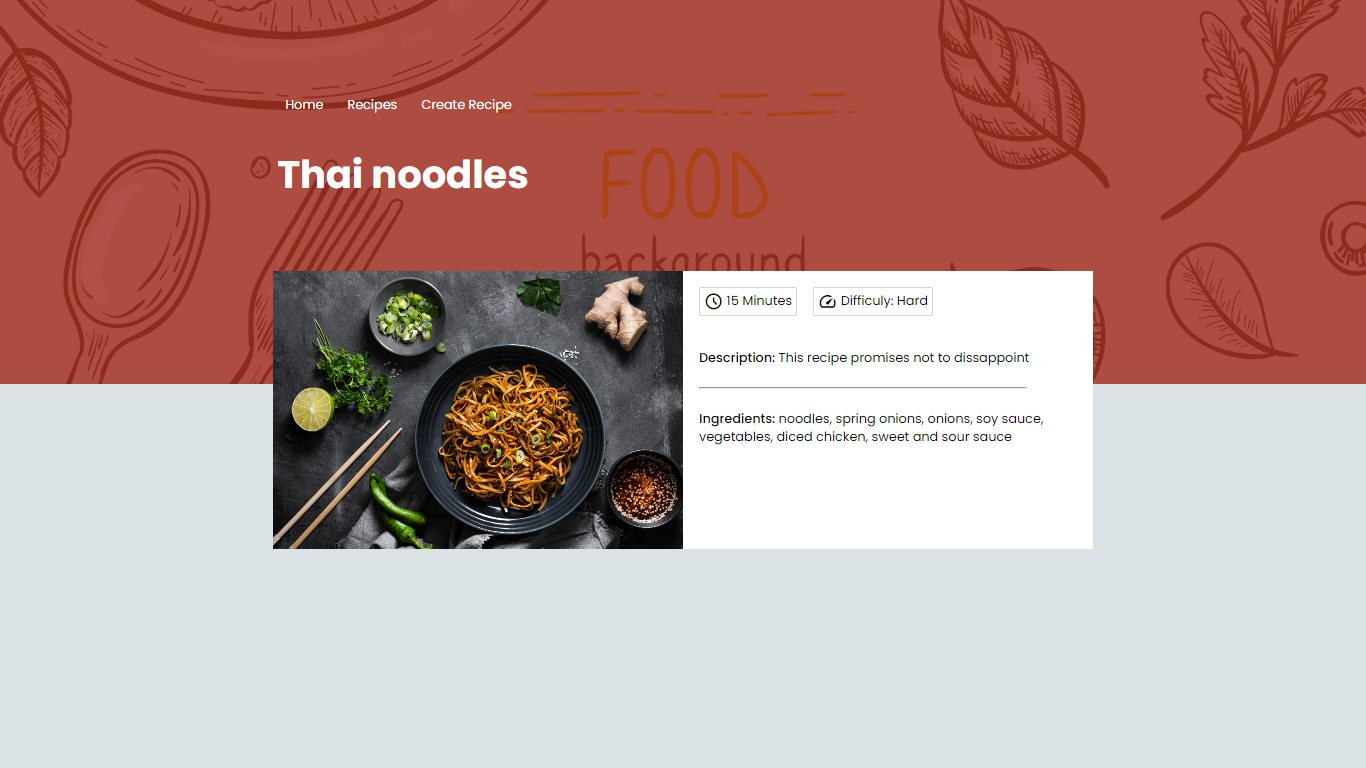 Home Recipes Create Recipe
Thai noodles
FOOD
background
15 Minutes Difficuly: Hard
Description: This recipe promises not to dissappoint
Ingredients: noodles, spring onions, onions, soy sauce,
vegetables, diced chicken, sweet and sour sauce